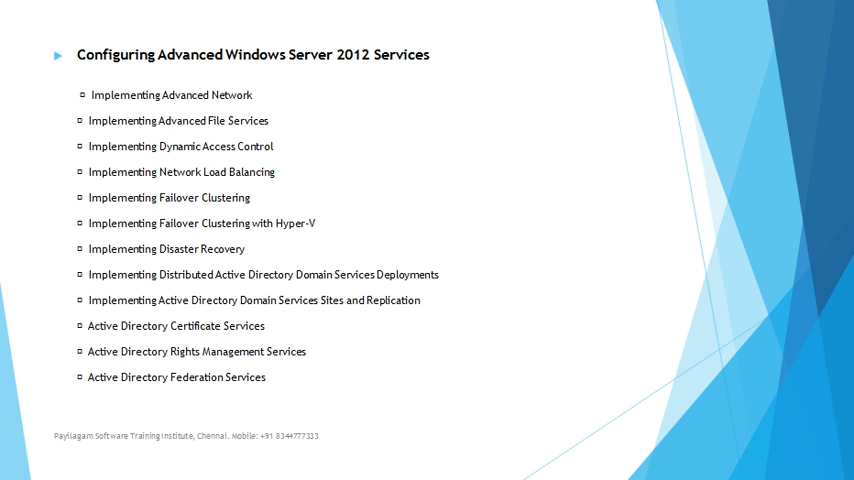 Configuring Advanced Windows Server 2012 Services
Implementing Advanced Network
Implementing Advanced File Services
Implementing Dynamic Access Control
Implementing Network Load Balancing
Implementing Failover Clustering
Implementing Failover Clustering with Hyper-V
Implementing Disaster Recovery
Implementing Distributed Active Directory Domain Services Deployments
Implementing Active Directory Domain Services Sites and Replication
Active Directory Certificate Services
Active Directory Rights Management Services
Active Directory Federation Services
Payilagam Software Training Institute, Chennai. Mobile: +91 8344777333